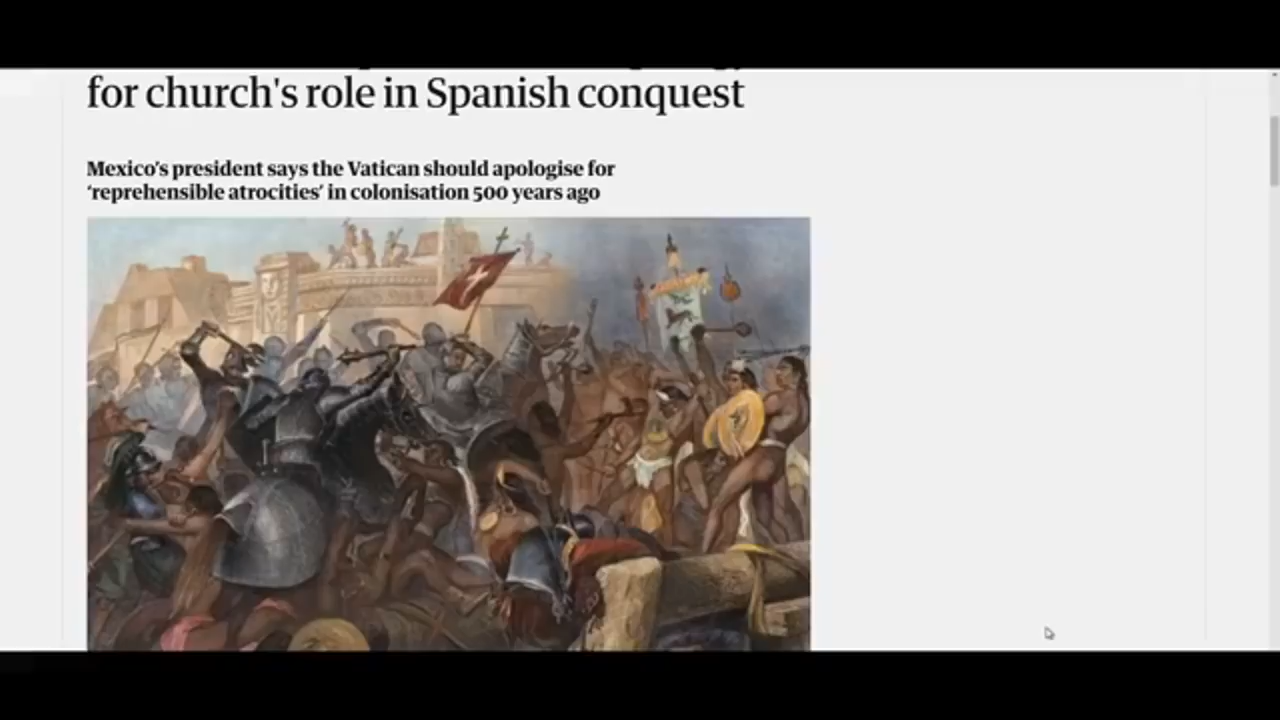 for church's role in Spanish conquest
Mexico's president says the Vatican should apologise for
‘reprehensible atrocities’ in colonisation 500 years ago